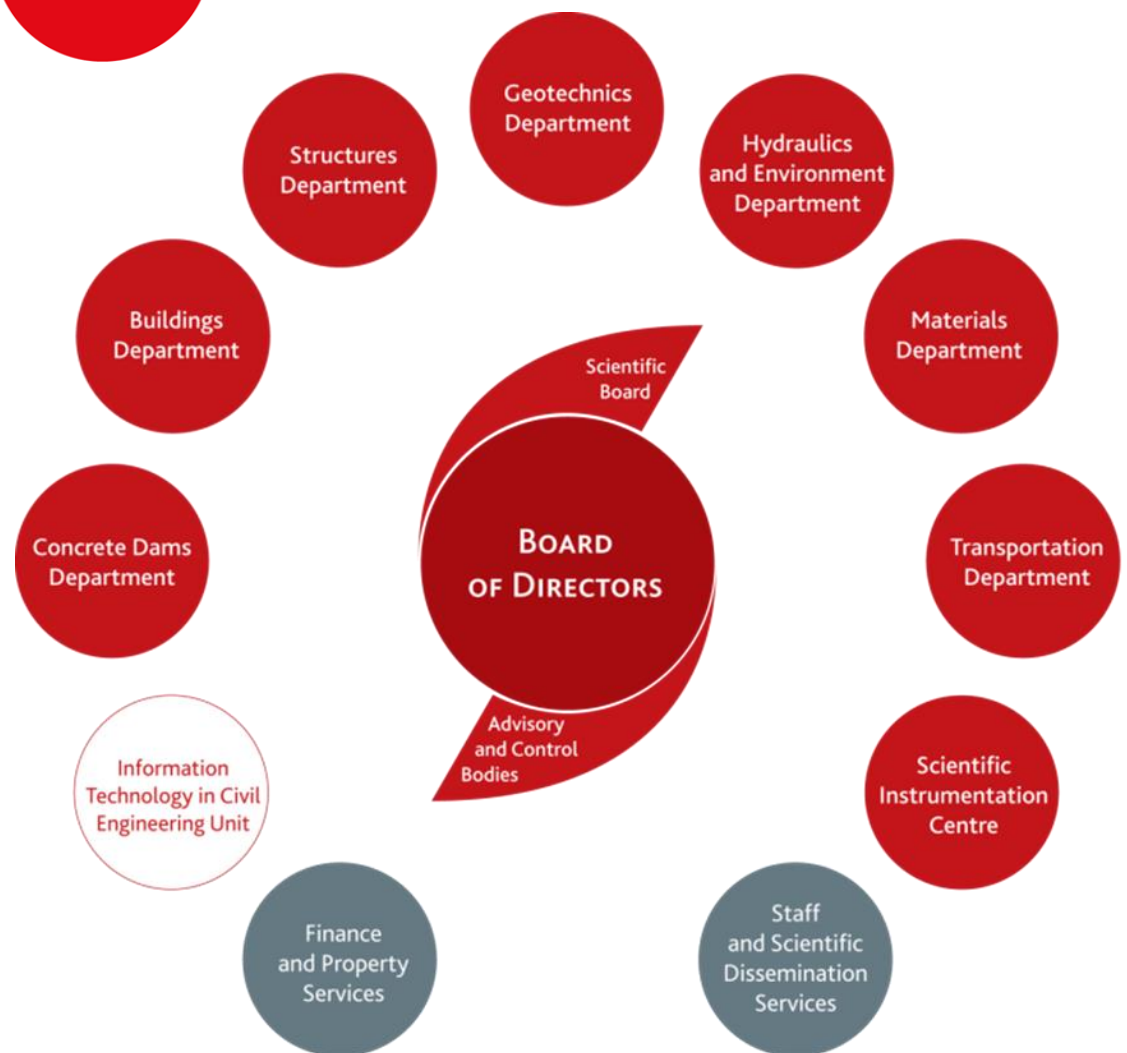 Geotechnics
Department
Hydraulics
and Environment
Department
Materials
Department
Transportation
Department
Scientific
Instrumentation
Centre
Staff
and Scientific
Dissemination
Services
Finance
and Property
Services
Information
Technology in Civil
Engineering Unit
Concrete Dams
Department
Buildings
Department
Structures
Department
Scientific
Board
BOARD
OF DIRECTORS
Advisory
and Control
Bodies